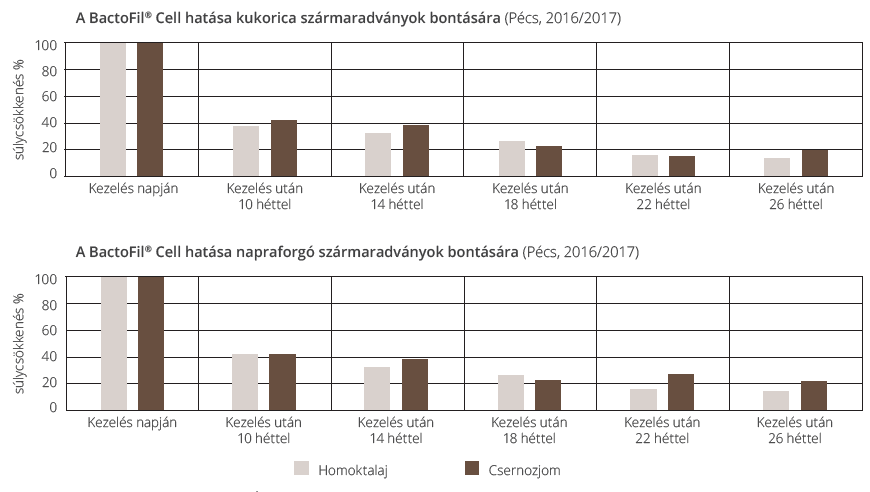 A BactoFil® Cell hatása kukorica szármaradványok bontására (Pécs, 2016/2017)
súlycsökkenés %
100
80
60
40
20
0
Kezelés napján
Kezelés után
10 héttel
Kezelés után
14 héttel
Kezelés után
18 héttel
Kezelés után
22 héttel
Kezelés után
26 héttel
A BactoFil® Cell hatása napraforgó szármaradványok bontására (Pécs, 2016/2017)
súlycsökkenés %
100
80
60
40
20
0
Kezelés napján
Kezelés után
10 héttel
Kezelés után
14 héttel
Kezelés után
18 héttel
Kezelés után
22 héttel
Kezelés után
26 héttel
Homoktalaj
Csernozjom